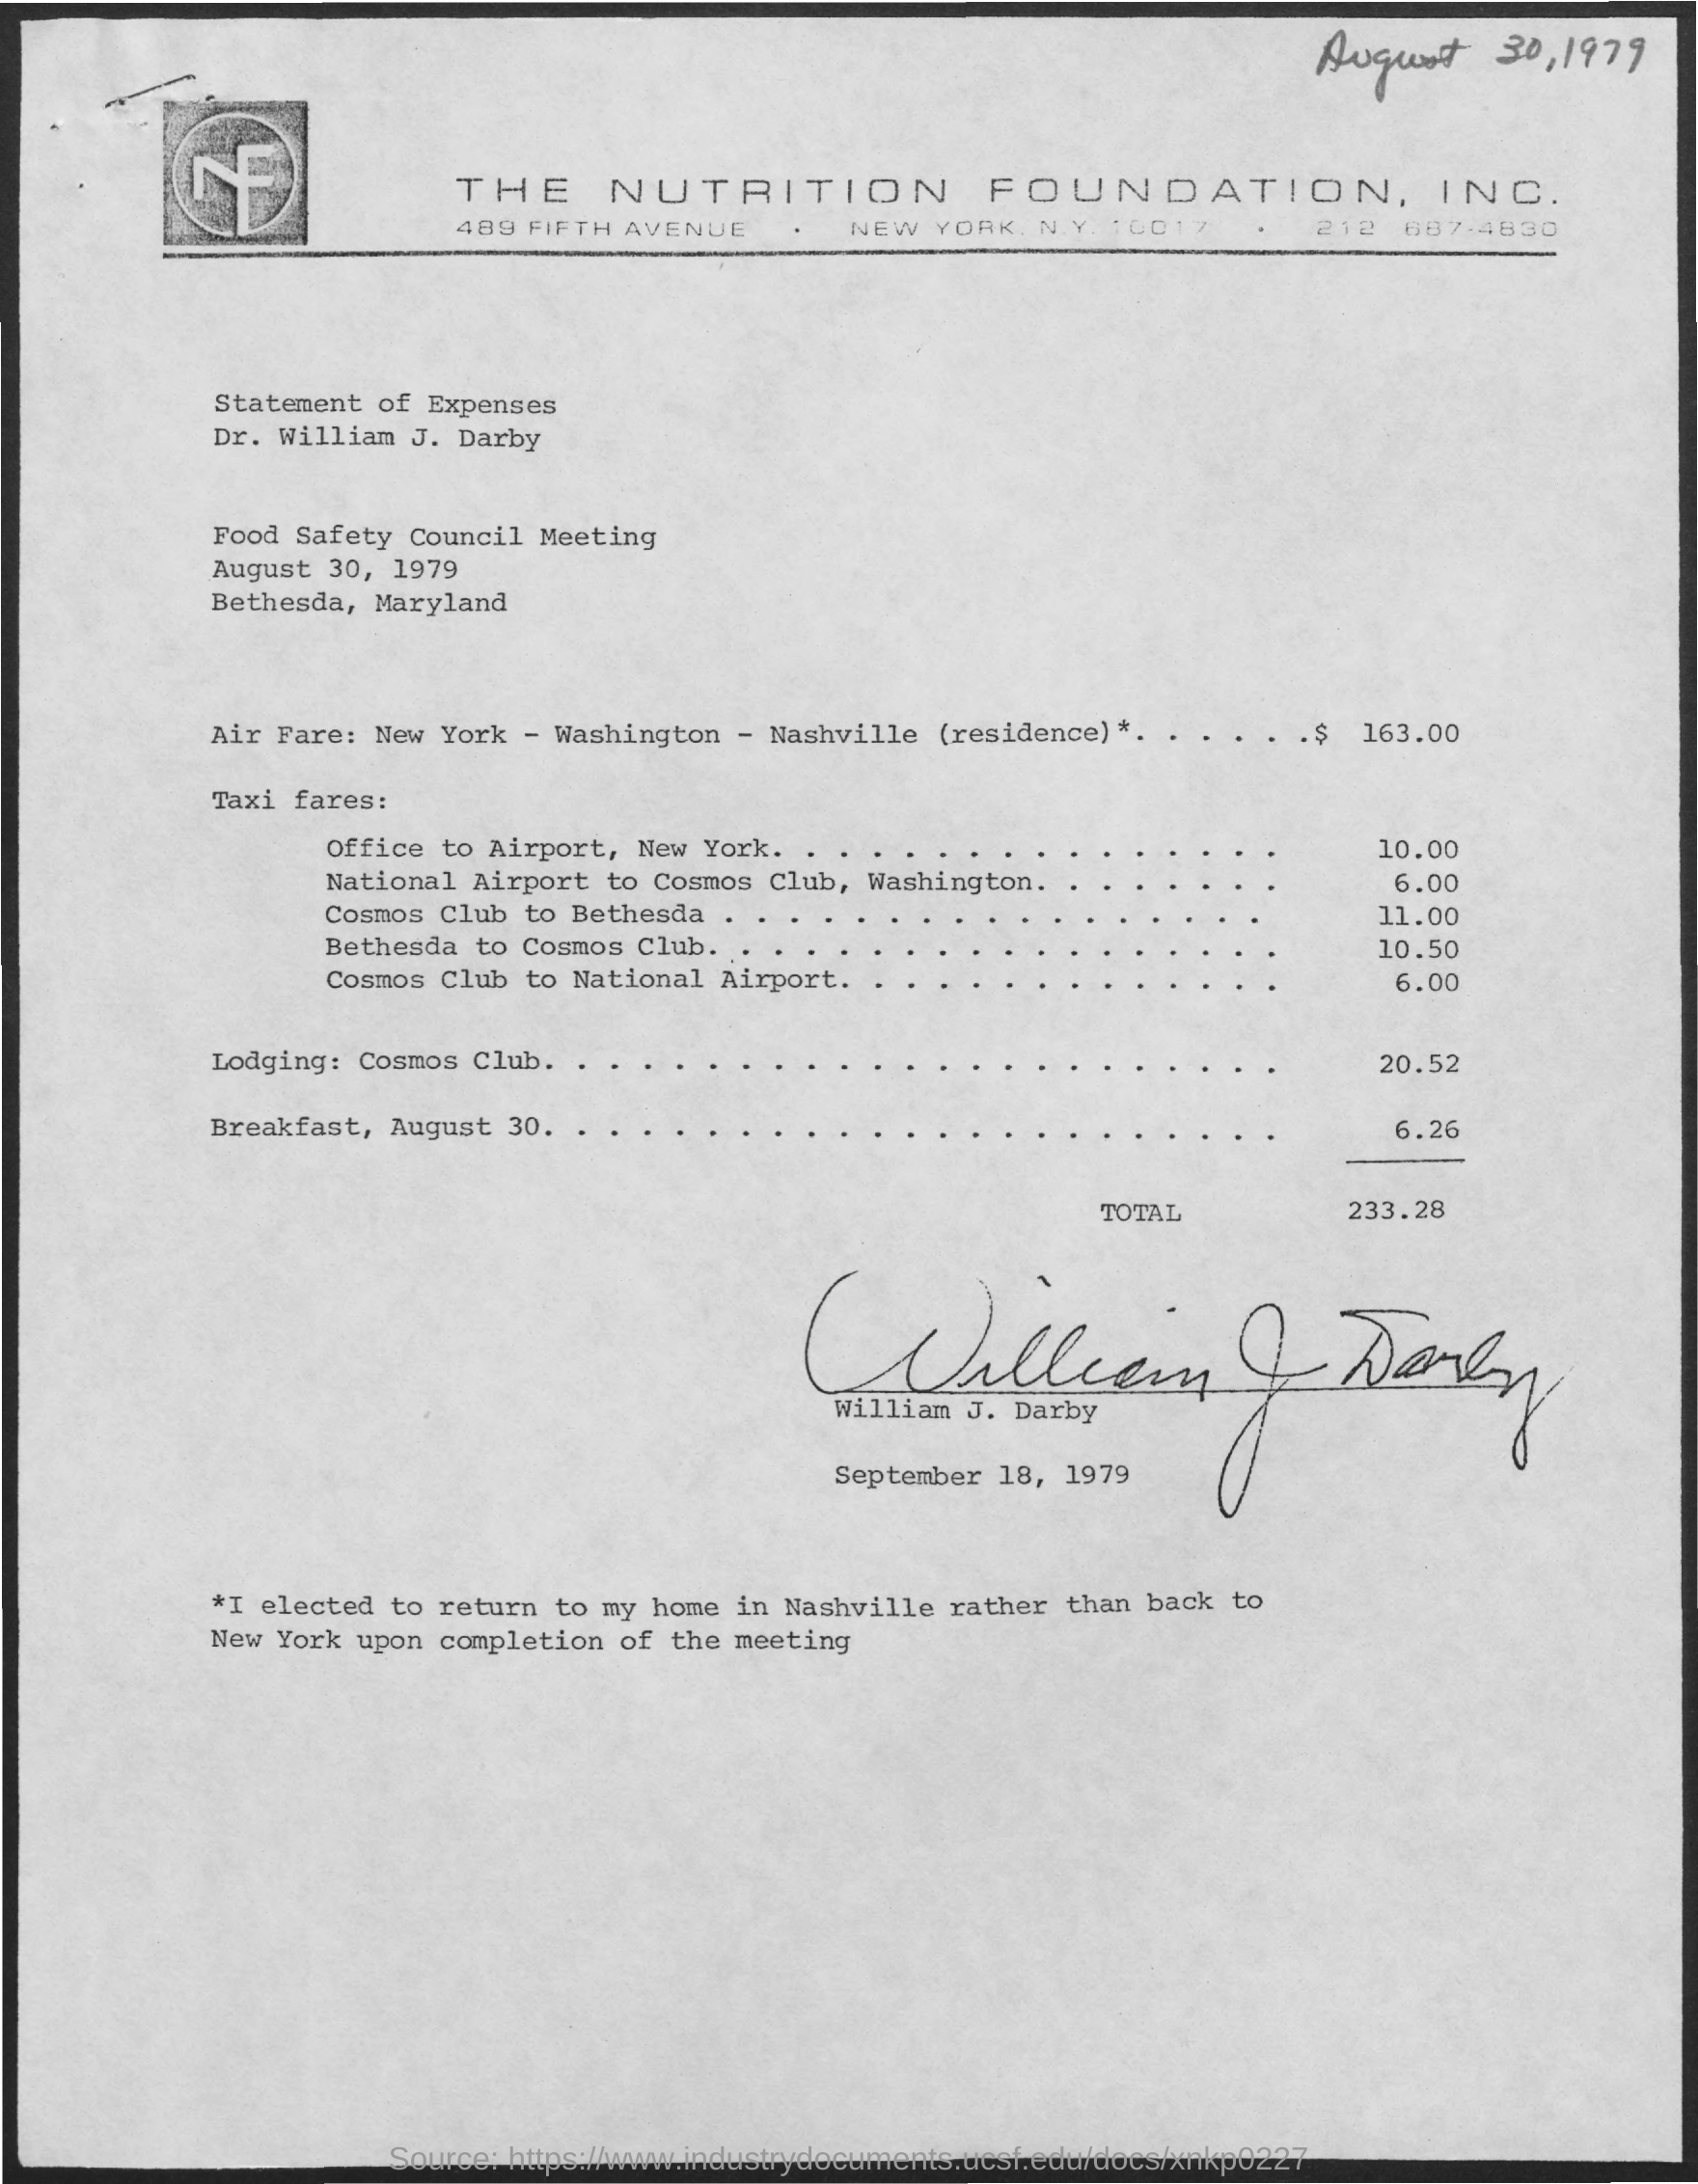 August 30, 1979
NF
THE NUTRITION FOUNDATION, INC.
489 FIFTH AVENUE · NEW YORK, N.Y. 10017 · 212 687-4830
Statement of Expenses
Dr. William J. Darby
Food Safety Council Meeting
August 30, 1979
Bethesda, Maryland
Air Fare: New York - Washington - Nashville (residence)*. . . . . . .$ 163.00
Taxi fares:
Office to Airport, New York. . . . . . . . . . . . . . . . 10.00
National Airport to Cosmos Club, Washington. . . . . . . . 6.00
Cosmos Club to Bethesda . . . . . . . . . . . . . . . . . 11.00
Bethesda to Cosmos Club. . . . . . . . . . . . . . . . . . 10.50
Cosmos Club to National Airport. . . . . . . . . . . . . . 6.00
Lodging: Cosmos Club. . . . . . . . . . . . . . . . . . . . . . . 20.52
Breakfast, August 30. . . . . . . . . . . . . . . . . . . . . . . 6.26
TOTAL 233.28
William J Darby
William J. Darby
September 18, 1979
*I elected to return to my home in Nashville rather than back to
New York upon completion of the meeting
Source: https://www.industrydocuments.ucsf.edu/docs/xnkp0227